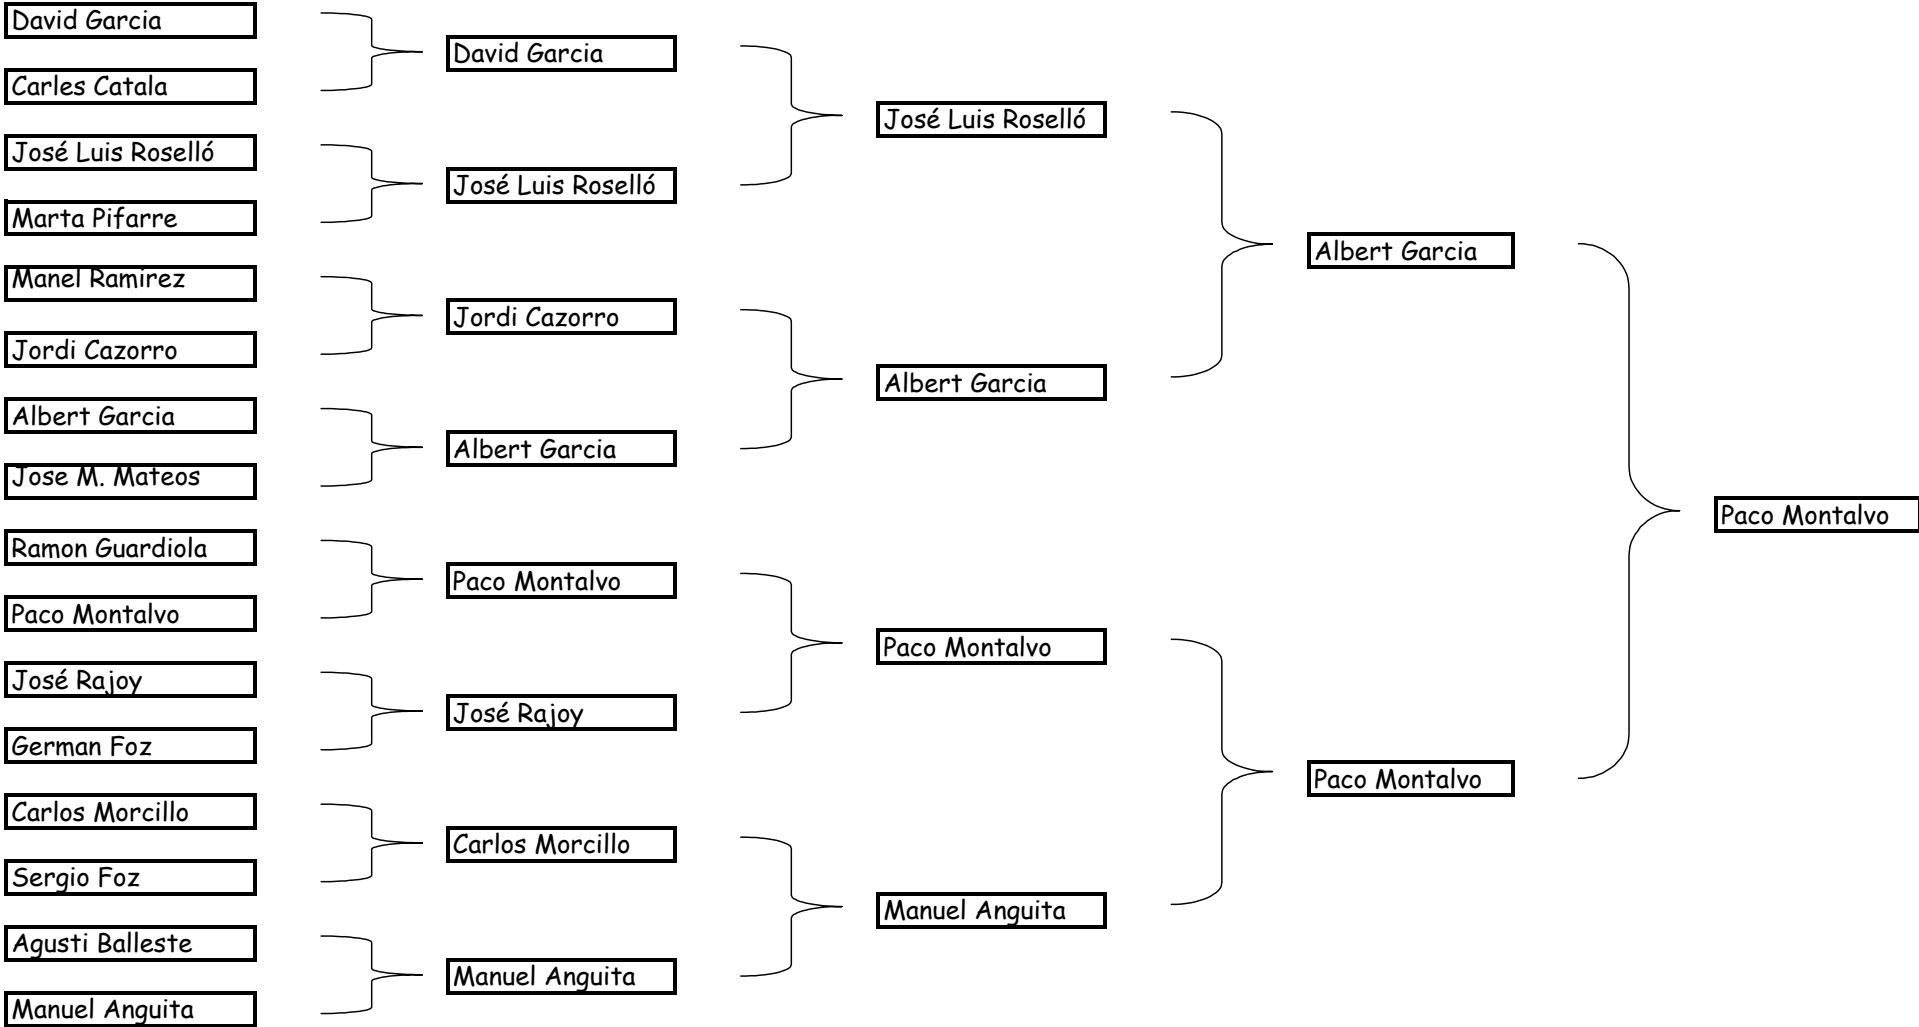 David Garcia
Carles Catala
José Luis Roselló
Marta Pifarre
Manel Ramirez
Jordi Cazorro
Albert Garcia
Jose M. Mateos
Ramon Guardiola
Paco Montalvo
José Rajoy
German Foz
Carlos Morcillo
Sergio Foz
Agusti Balleste
Manuel Anguita
David Garcia
José Luis Roselló
Jordi Cazorro
Albert Garcia
Paco Montalvo
José Rajoy
Carlos Morcillo
Manuel Anguita
José Luis Roselló
Albert Garcia
Paco Montalvo
Manuel Anguita
Albert Garcia
Paco Montalvo
Paco Montalvo